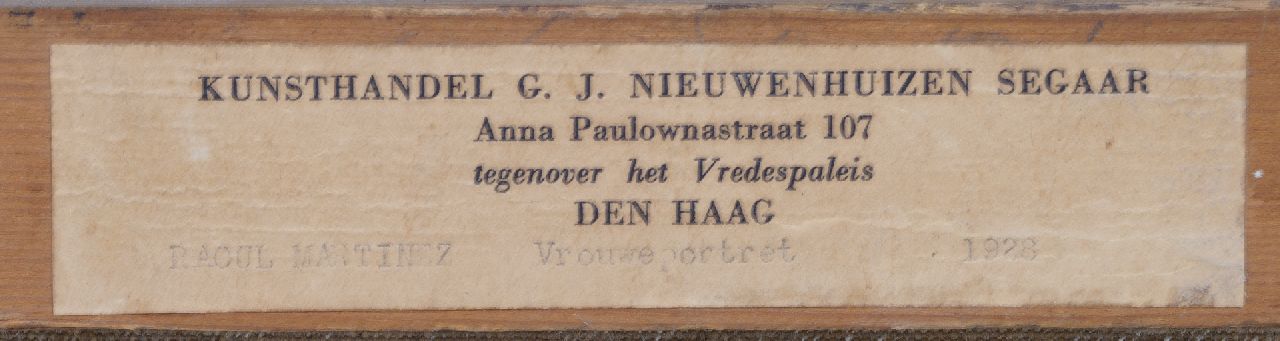 KUNSTHANDEL G. J. NIEUWENHUIZEN SEGAAR
Anna Paulownastraat 107
tegenover het Vredespaleis
DEN HAAG
RAOUL MARTINEZ Vrouweportret 1928